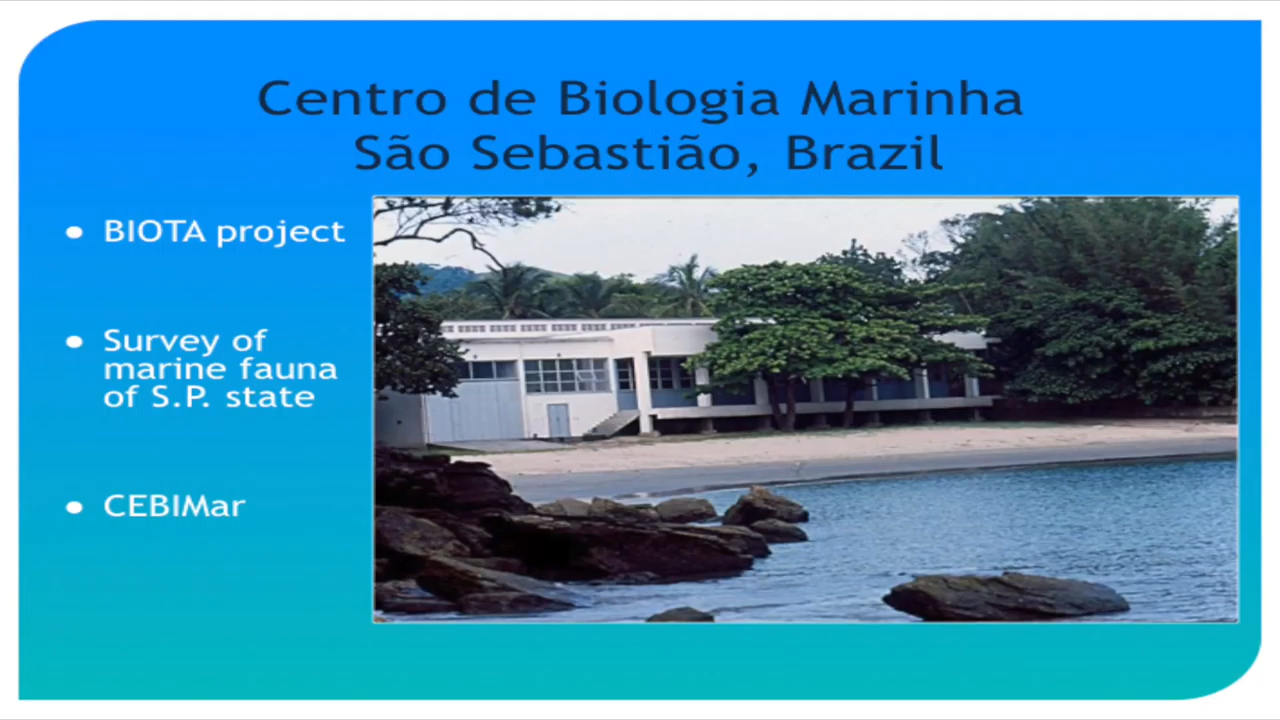 Centro de Biologia Marinha
São Sebastião, Brazil
● BIOTA project
● Survey of
marine fauna
of S.P. state
● CEBIMar